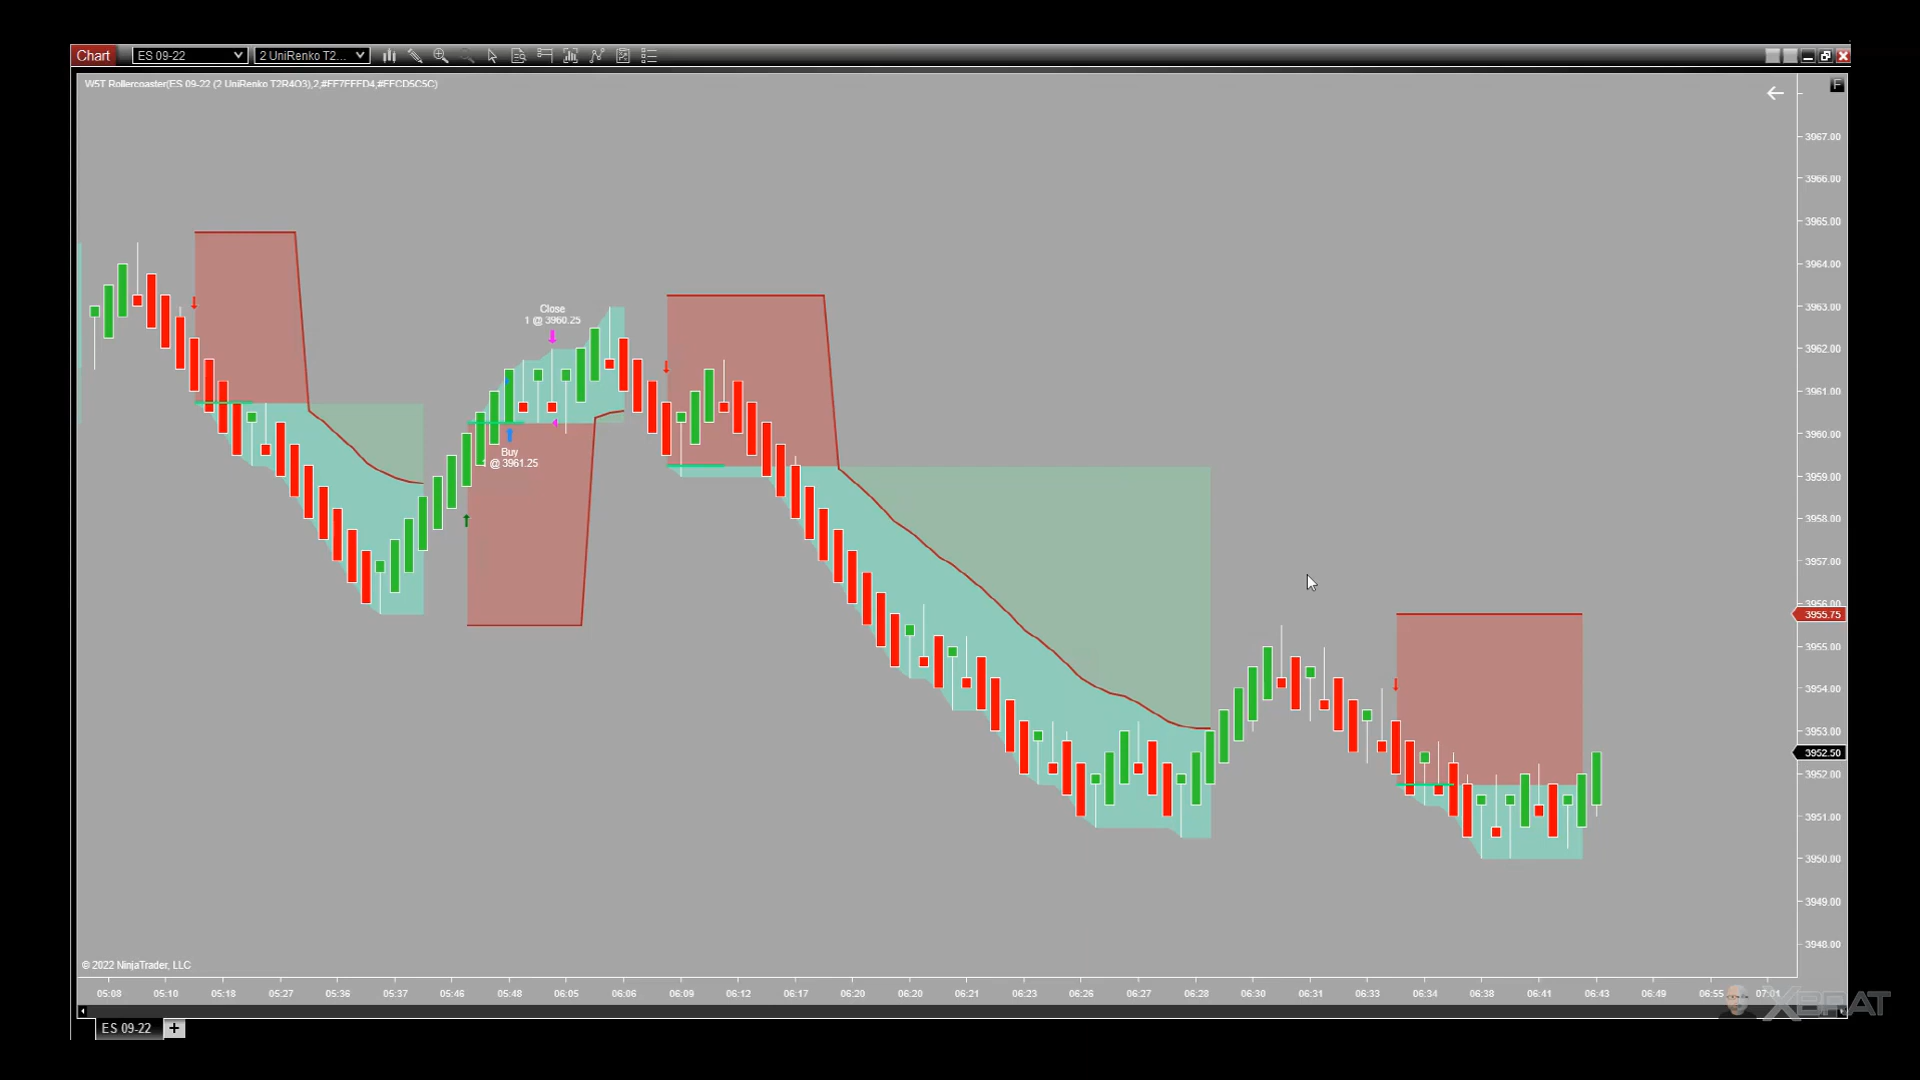 Chart
ES 09-22
2 UniRenko T2...
W5T Rollercoaster(ES 09-22 (2 UniRenko T2R4O3),2,#FF7FFFD4,#FFCD5C5C)
F
3967.00
3966.00
3965.00
3964.00
3963.00
3962.00
3961.00
3960.00
3959.00
3958.00
3957.00
3956.00
3955.75
3955.00
3954.00
3953.00
3952.50
3952.00
3951.00
3950.00
3949.00
3948.00
Close
1 @ 3960.25
Buy
1 @ 3961.25
© 2022 NinjaTrader, LLC
05:08 05:10 05:18 05:27 05:36 05:37 05:46 05:48 06:05 06:06 06:09 06:12 06:17 06:20 06:20 06:21 06:23 06:26 06:27 06:28 06:30 06:31 06:33 06:34 06:38 06:41 06:43 06:49 06:55 07:01
XBRAT
ES 09-22